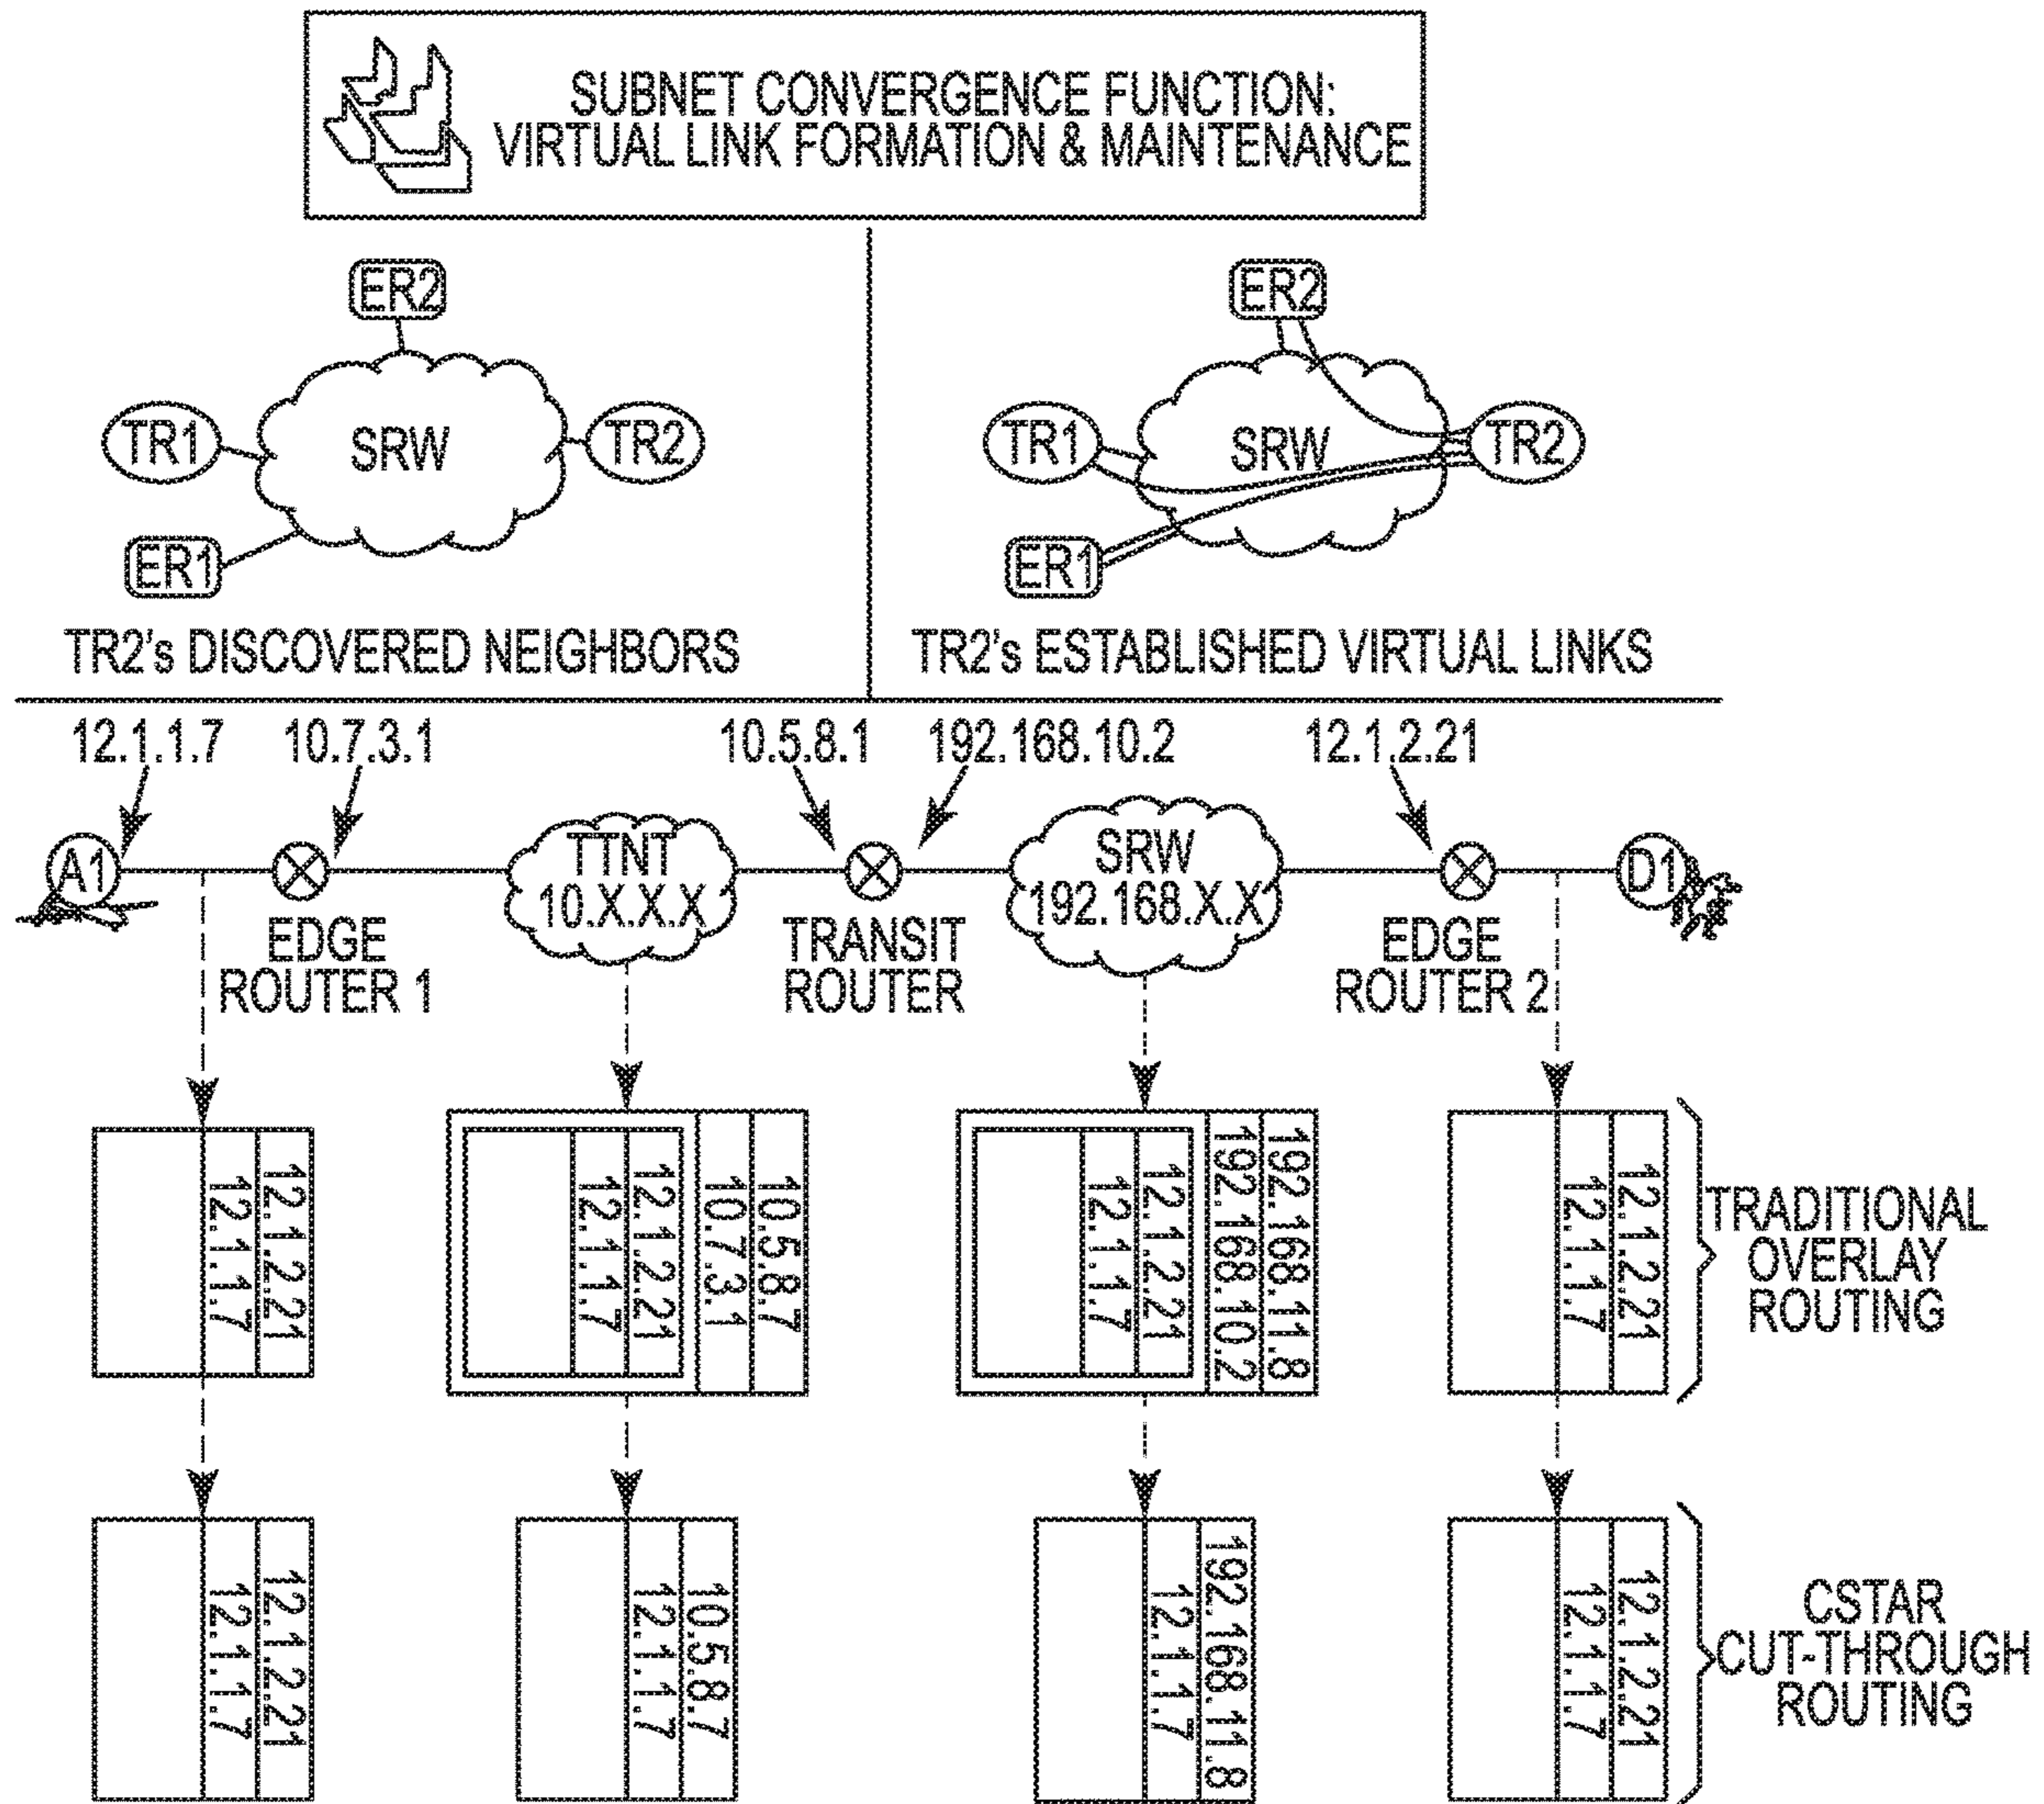 SUBNET CONVERGENCE FUNCTION:
VIRTUAL LINK FORMATION & MAINTENANCE
ER2
TR1
SRW
TR2
ER1
TR2's DISCOVERED NEIGHBORS
ER2
TR1
SRW
TR2
ER1
TR2's ESTABLISHED VIRTUAL LINKS
12.1.1.7
10.7.3.1
10.5.8.1
192.168.10.2
12.1.2.21
A1
EDGE
ROUTER 1
TTNT
10.X.X.X
TRANSIT
ROUTER
SRW
192.168.X.X
EDGE
ROUTER 2
D1
12.1.1.7
12.1.2.21
12.1.1.7
12.1.2.21
10.7.3.1
10.5.8.7
12.1.1.7
12.1.2.21
192.168.10.2
192.168.11.8
12.1.1.7
12.1.2.21
TRADITIONAL
OVERLAY
ROUTING
12.1.1.7
12.1.2.21
12.1.1.7
10.5.8.7
12.1.1.7
192.168.11.8
12.1.1.7
12.1.2.21
CSTAR
CUT-THROUGH
ROUTING